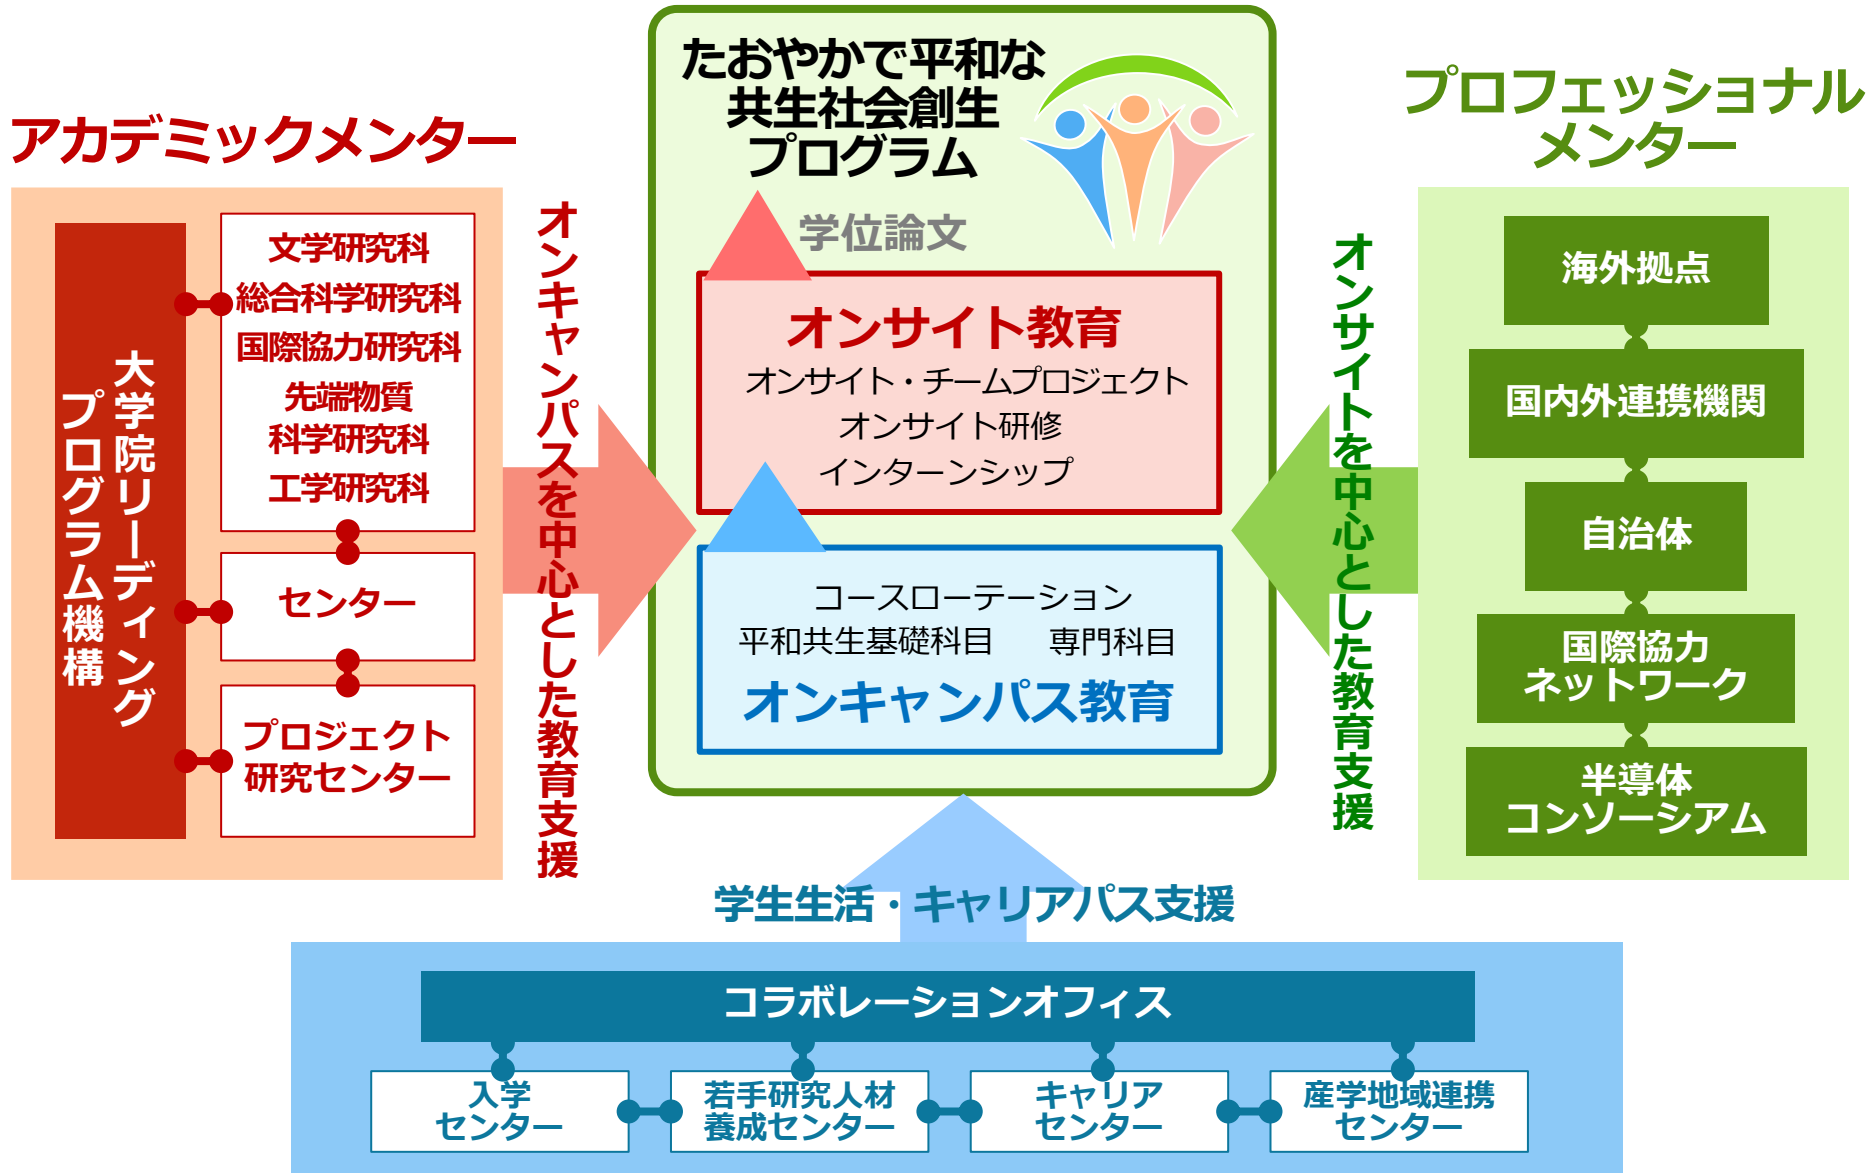 たおやかで平和な
共生社会創生
プログラム
学位論文
オンサイト教育
オンサイト・チームプロジェクト
オンサイト研修
インターンシップ
コースローテーション
平和共生基礎科目 専門科目
オンキャンパス教育
アカデミックメンター
大学院リーディング
プログラム機構
文学研究科
総合科学研究科
国際協力研究科
先端物質
科学研究科
工学研究科
センター
プロジェクト
研究センター
オンキャンパスを中心とした教育支援
プロフェッショナル
メンター
オンサイトを中心とした教育支援
海外拠点
国内外連携機関
自治体
国際協力
ネットワーク
半導体
コンソーシアム
学生生活・キャリアパス支援
コラボレーションオフィス
入学
センター
若手研究人材
養成センター
キャリア
センター
産学地域連携
センター